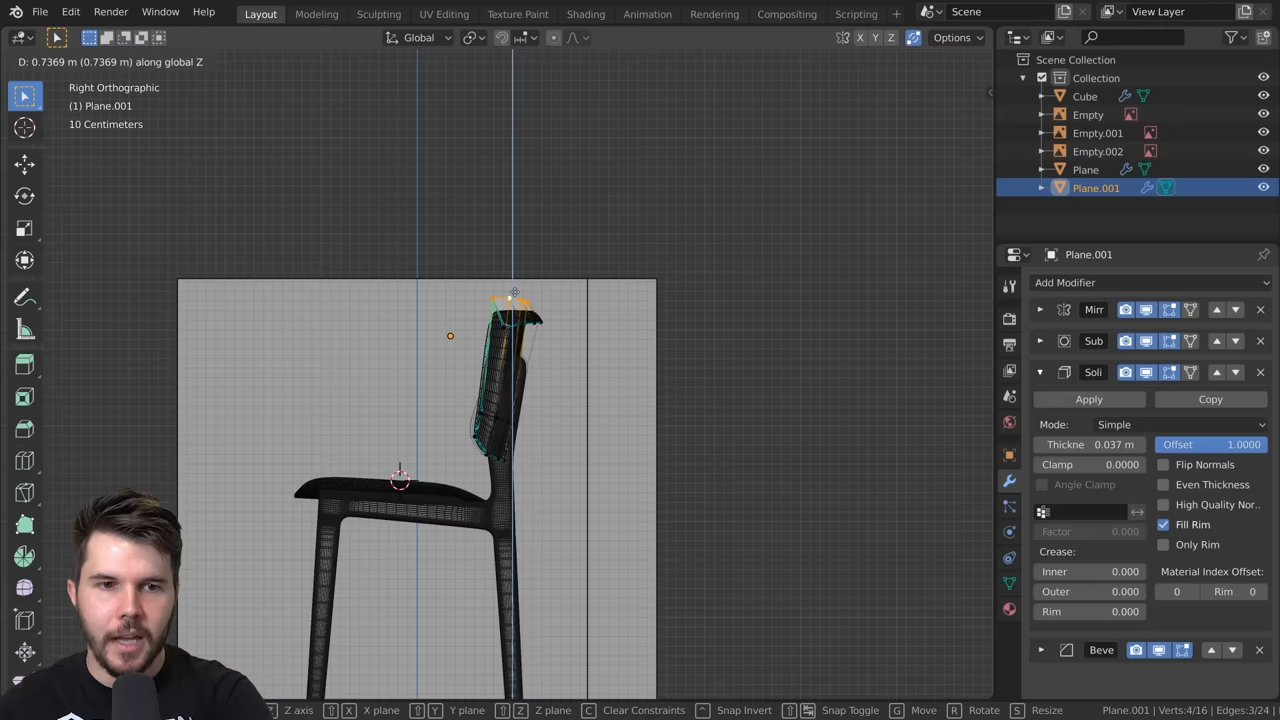 File Edit Render Window Help Layout Modeling Sculpting UV Editing Texture Paint Shading Animation Rendering Compositing Scripting Scene View Layer
Global X Y Z Options
D: 0.7369 m (0.7369 m) along global Z
Right Orthographic
(1) Plane.001
10 Centimeters
Scene Collection
Collection
Cube
Empty
Empty.001
Empty.002
Plane
Plane.001
Plane.001
Add Modifier
Mirr
Sub
Soli
Apply Copy
Mode: Simple
Thickne 0.037 m Offset 1.0000
Clamp 0.0000 Flip Normals
Angle Clamp Even Thickness
High Quality Nor..
Factor 0.000 Fill Rim
Crease: Only Rim
Inner 0.000 Material Index Offset:
Outer 0.000 0 Rim 0
Rim 0.000
Beve
Z axis X X plane Y Y plane Z Z plane C Clear Constraints Snap Invert Snap Toggle G Move R Rotate S Resize Plane.001 | Verts:4/16 | Edges:3/24 |